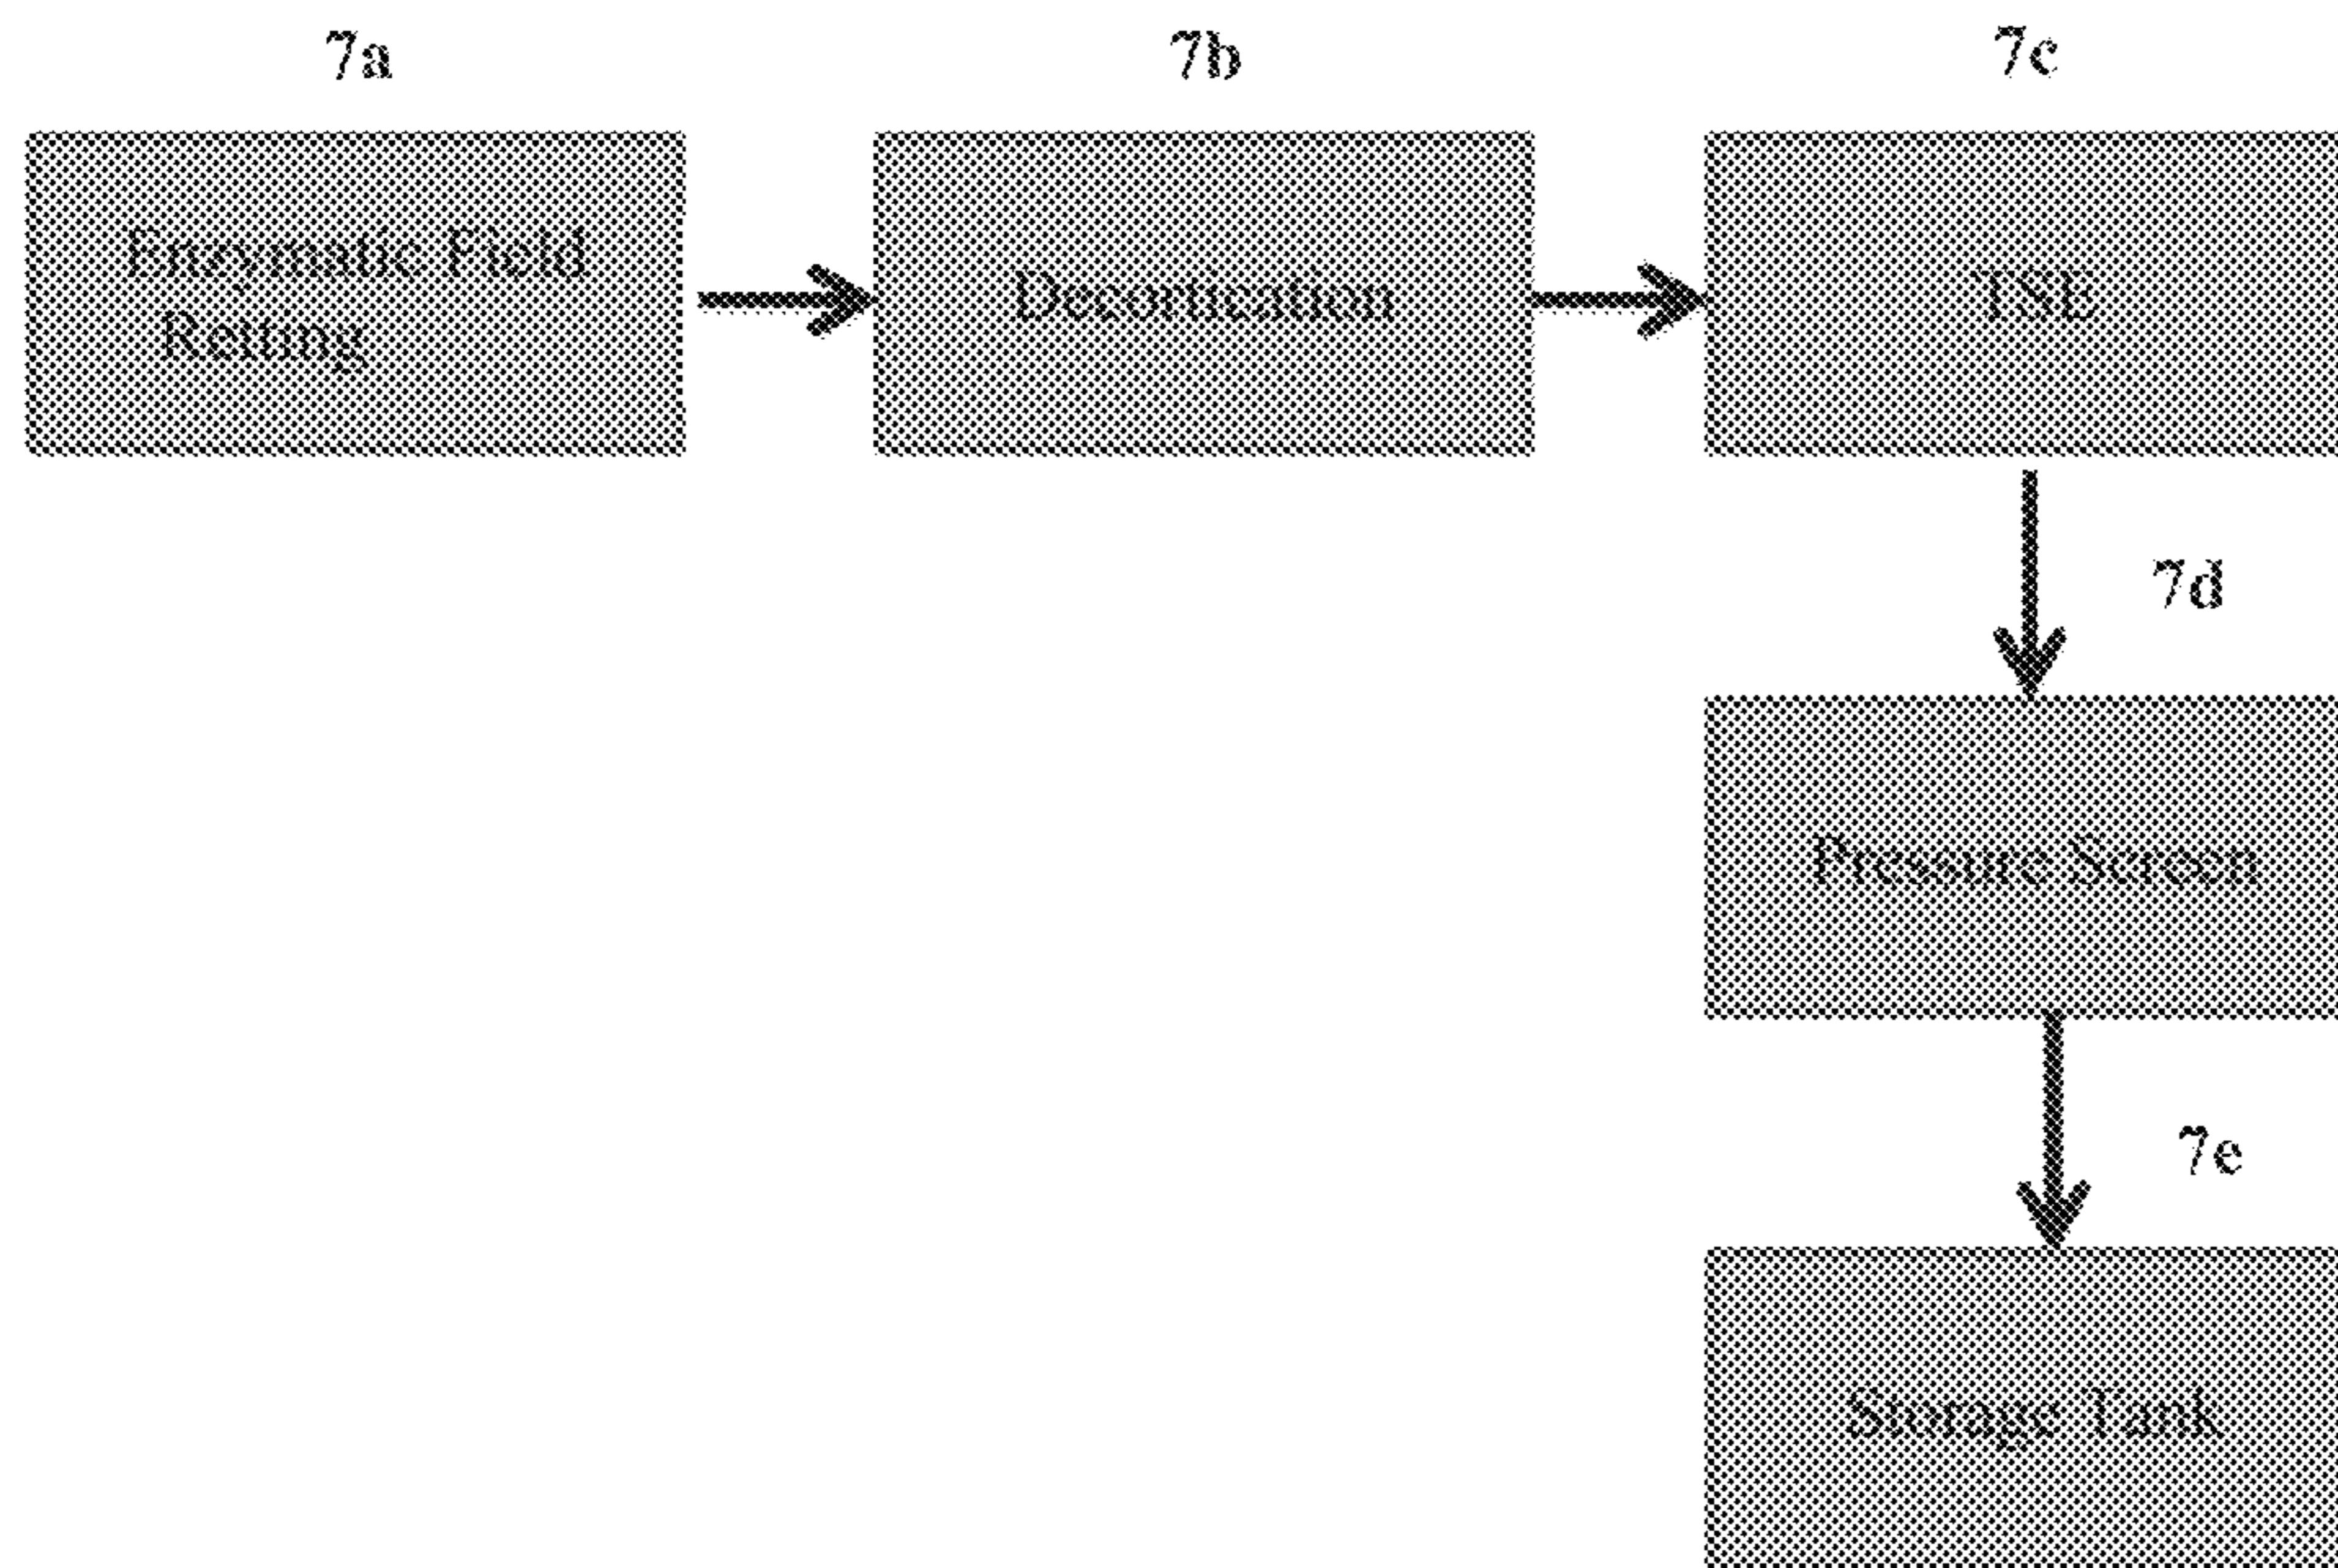 7a
7b
7c
Enzymatic Field
Retting
Decortication
TSE
7d
Pressure Screen
7e
Storage Tank